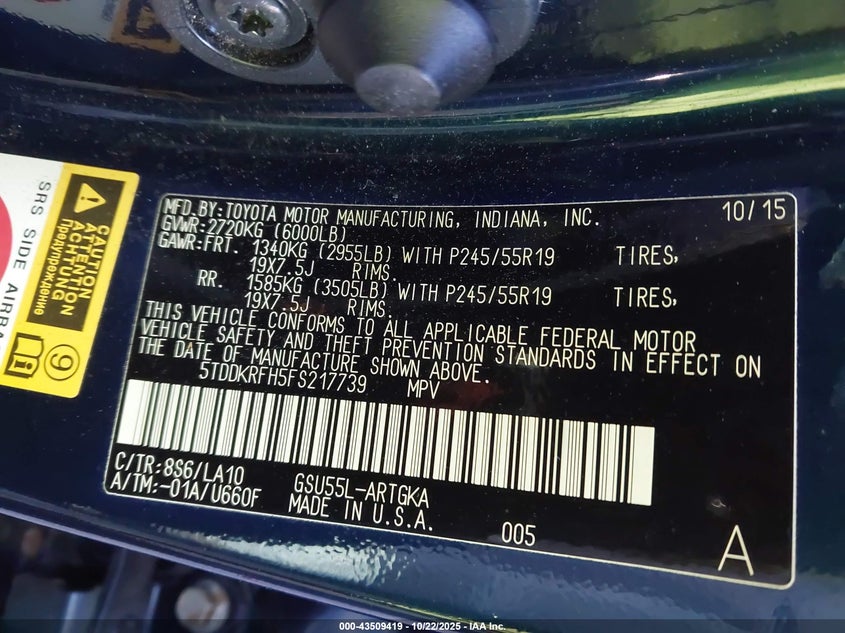 MFD.BY:TOYOTA MOTOR MANUFACTURING, INDIANA, INC. 10/15
GVWR:2720KG (6000LB)
GAWR:FRT. 1340KG (2955LB) WITH P245/55R19 TIRES,
19X7.5J RIMS.
RR. 1585KG (3505LB) WITH P245/55R19 TIRES,
19X7.5J RIMS.
THIS VEHICLE CONFORMS TO ALL APPLICABLE FEDERAL MOTOR
VEHICLE SAFETY AND THEFT PREVENTION STANDARDS IN EFFECT ON
THE DATE OF MANUFACTURE SHOWN ABOVE.
5TDDKRFH5FS217739 MPV
C/TR:8S6/LA10
A/TM:-01A/U660F
GSU55L-ARTGKA
MADE IN U.S.A.
005
A
SRS SIDE
CAUTION
ATTENTION
ACHTUNG
Предупреждение
9
000-43509419 - 10/22/2025 - IAA Inc.